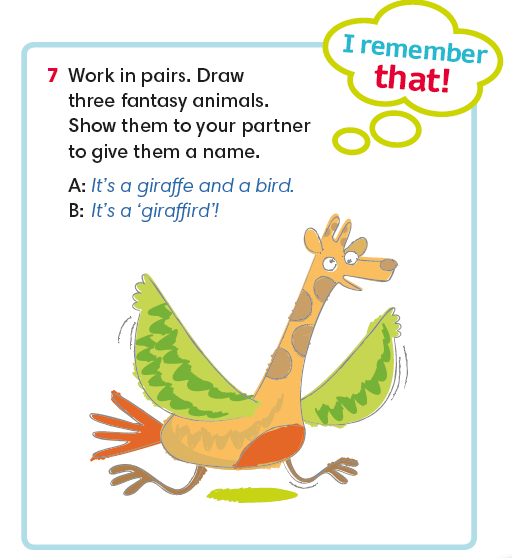 I remember
that!
7 Work in pairs. Draw
three fantasy animals.
Show them to your partner
to give them a name.
A: It's a giraffe and a bird.
B: It's a ‘giraffird’!